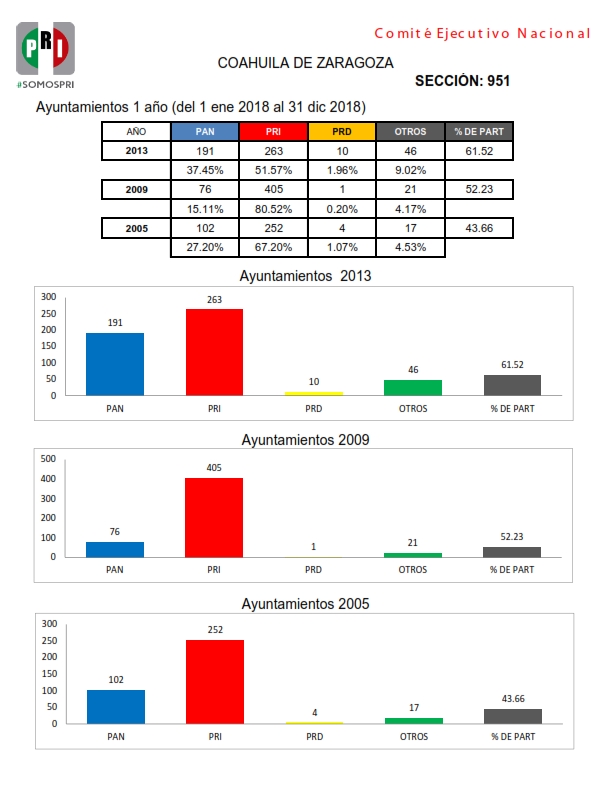 Comité Ejecutivo Nacional
PRI
#SOMOSPRI
COAHUILA DE ZARAGOZA
SECCIÓN: 951
Ayuntamientos 1 año (del 1 ene 2018 al 31 dic 2018)
AÑO PAN PRI PRD OTROS % DE PART
2013 191 263 10 46 61.52
37.45% 51.57% 1.96% 9.02%
2009 76 405 1 21 52.23
15.11% 80.52% 0.20% 4.17%
2005 102 252 4 17 43.66
27.20% 67.20% 1.07% 4.53%
Ayuntamientos 2013
300
250
200
150
100
50
0
191 263 10 46 61.52
PAN PRI PRD OTROS % DE PART
Ayuntamientos 2009
500
400
300
200
100
0
76 405 1 21 52.23
PAN PRI PRD OTROS % DE PART
Ayuntamientos 2005
300
250
200
150
100
50
0
102 252 4 17 43.66
PAN PRI PRD OTROS % DE PART